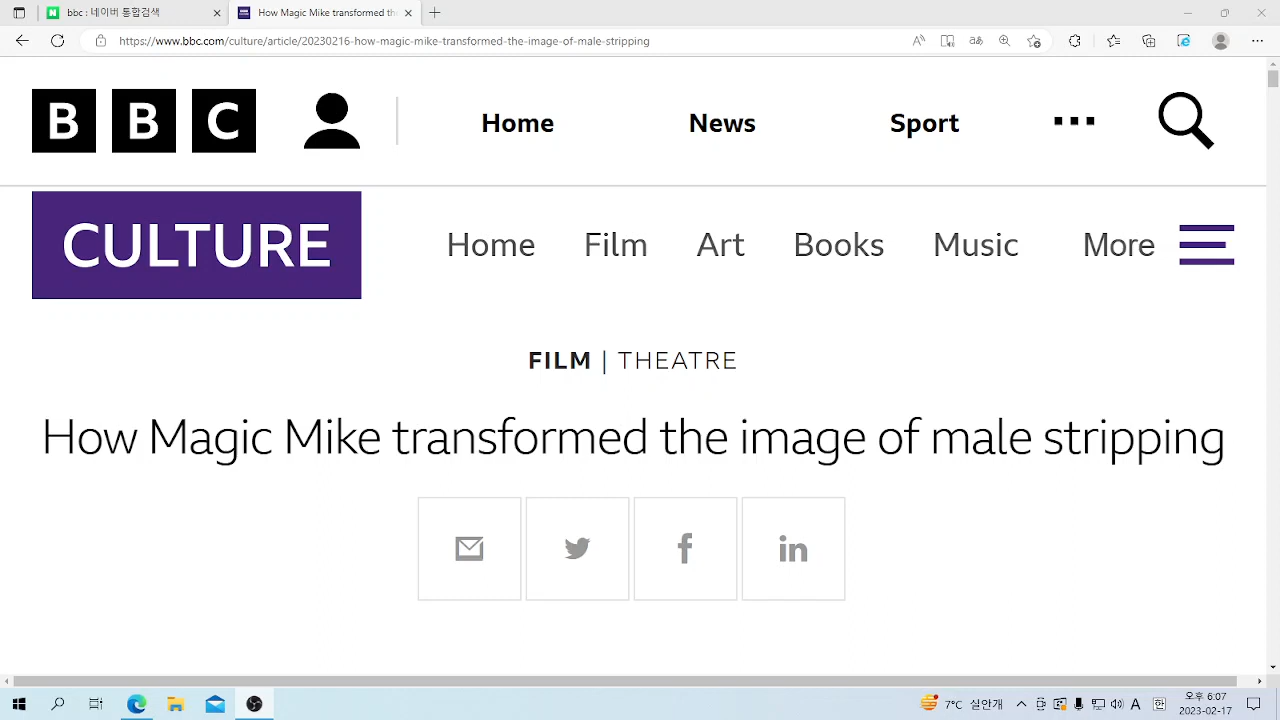 bbc : 네이버 통합검색
How Magic Mike transformed th
https://www.bbc.com/culture/article/20230216-how-magic-mike-transformed-the-image-of-male-stripping
BBC Home News Sport
CULTURE Home Film Art Books Music More
FILM | THEATRE
How Magic Mike transformed the image of male stripping
7°C 실안개 A 한 오후 6:07
2023-02-17